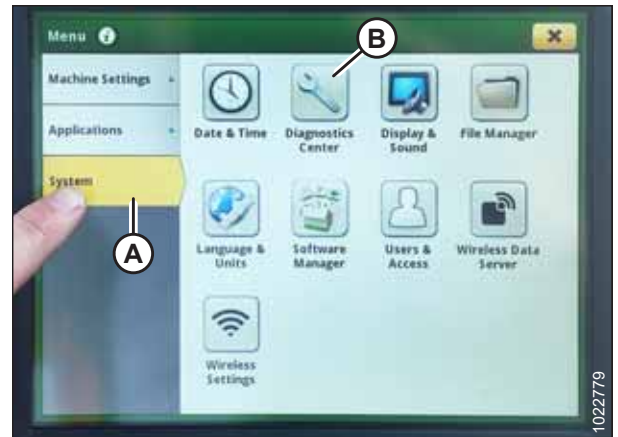 Menu i
B
Machine Settings
Applications
System
A
Date & Time
Diagnostics
Center
Display &
Sound
File Manager
Language &
Units
Software
Manager
Users &
Access
Wireless Data
Server
Wireless
Settings
1022779